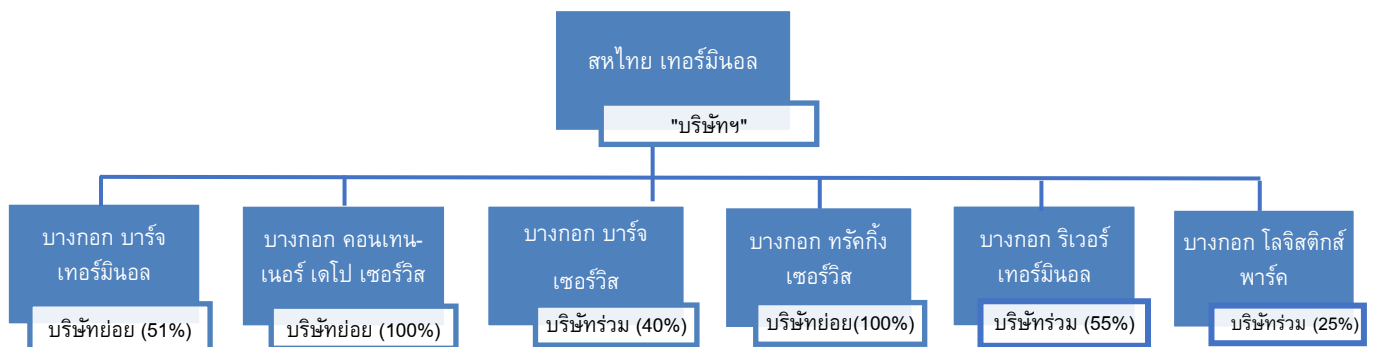 สหไทย เทอร์มินอล
"บริษัทฯ"
บางกอก บาร์จ
เทอร์มินอล
บริษัทย่อย (51%)
บางกอก คอนเทน-
เนอร์ เดโป เซอร์วิส
บริษัทย่อย (100%)
บางกอก บาร์จ
เซอร์วิส
บริษัทร่วม (40%)
บางกอก ทรัคกิ้ง
เซอร์วิส
บริษัทย่อย(100%)
บางกอก ริเวอร์
เทอร์มินอล
บริษัทร่วม (55%)
บางกอก โลจิสติกส์
พาร์ค
บริษัทร่วม (25%)